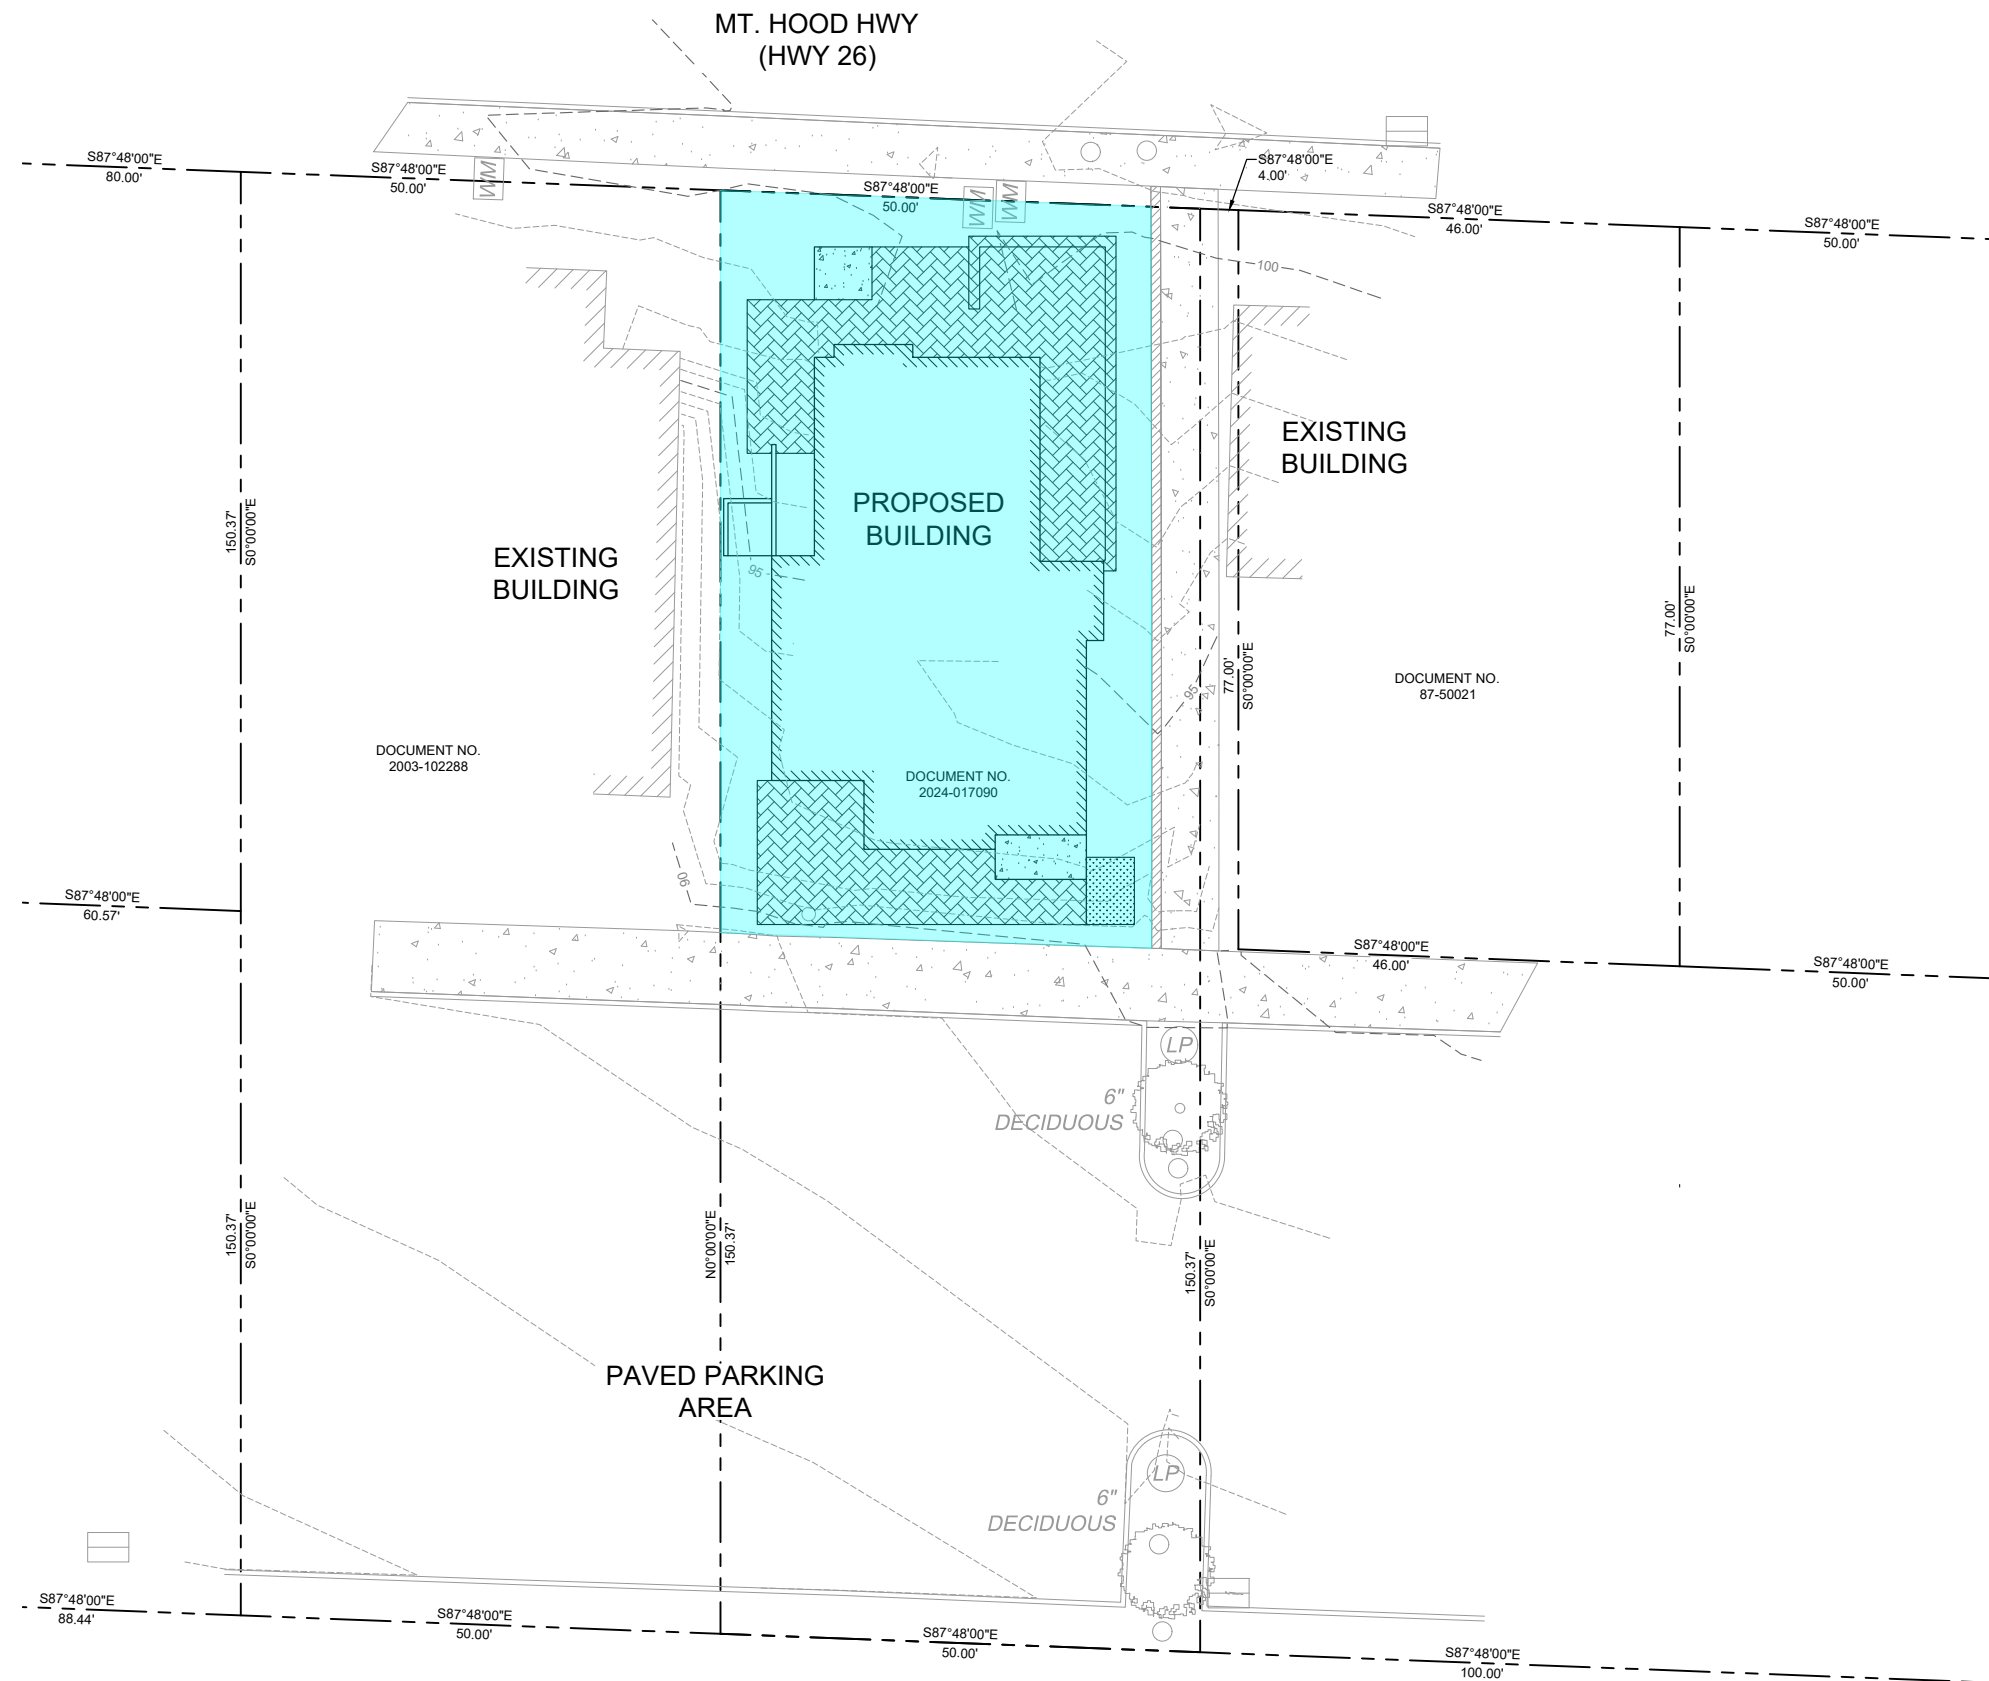 MT. HOOD HWY
(HWY 26)
S87°48'00"E
80.00'
S87°48'00"E
50.00'
S87°48'00"E
50.00'
S87°48'00"E
4.00'
S87°48'00"E
46.00'
S87°48'00"E
50.00'
WM
WM
WM
100
EXISTING
BUILDING
PROPOSED
BUILDING
EXISTING
BUILDING
150.37'
S0°00'00"E
95
77.00'
S0°00'00"E
77.00'
S0°00'00"E
95
DOCUMENT NO.
87-50021
DOCUMENT NO.
2003-102288
DOCUMENT NO.
2024-017090
90
S87°48'00"E
60.57'
S87°48'00"E
46.00'
S87°48'00"E
50.00'
LP
6"
DECIDUOUS
150.37'
S0°00'00"E
N0°00'00"E
150.37'
150.37'
S0°00'00"E
PAVED PARKING
AREA
LP
6"
DECIDUOUS
S87°48'00"E
88.44'
S87°48'00"E
50.00'
S87°48'00"E
50.00'
S87°48'00"E
100.00'